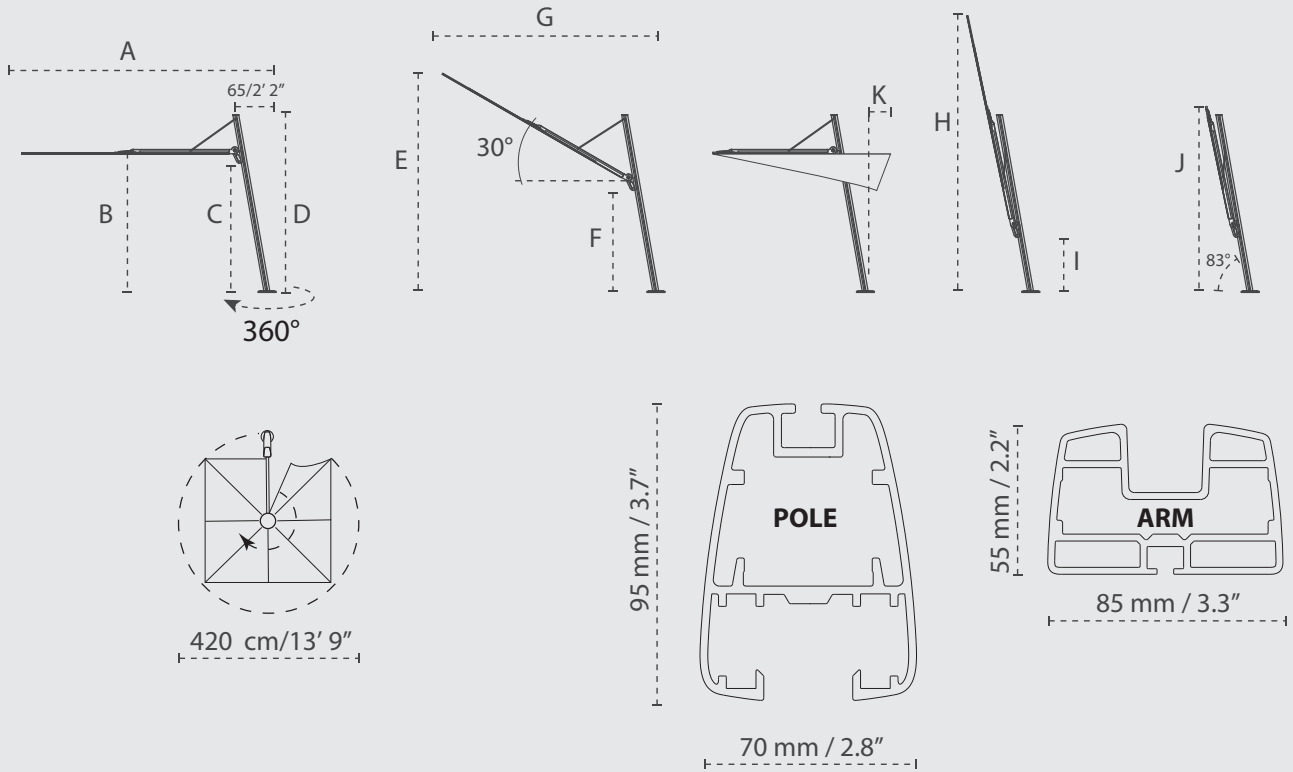 A
65/2’ 2”
B
C
D
360°
G
E
30°
F
K
H
I
J
83°
420 cm/13’ 9”
95 mm / 3.7”
POLE
70 mm / 2.8”
55 mm / 2.2”
ARM
85 mm / 3.3”